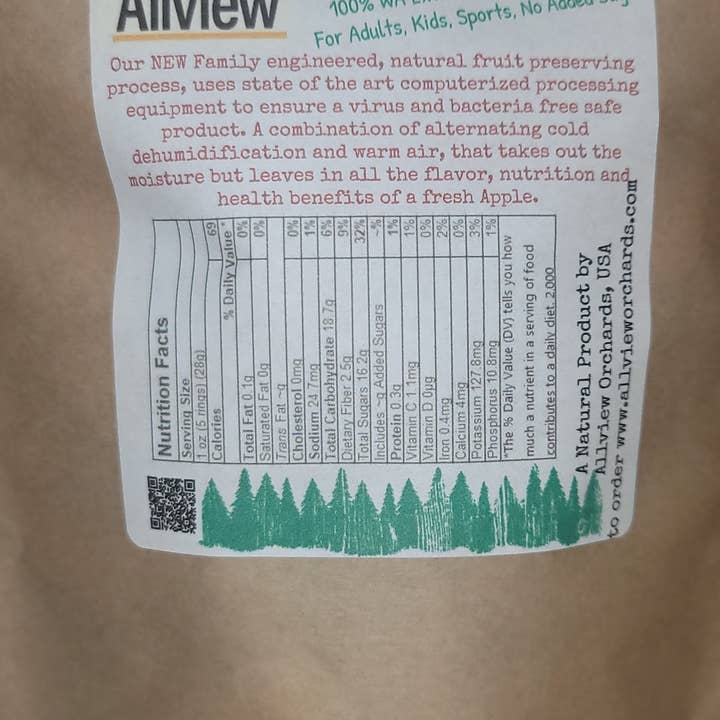 Allview
100% WA
For Adults, Kids, Sports, No Added
Our NEW Family engineered, natural fruit preserving
process, uses state of the art computerized processing
equipment to ensure a virus and bacteria free safe
product. A combination of alternating cold
dehumidification and warm air, that takes out the
moisture but leaves in all the flavor, nutrition and
health benefits of a fresh Apple.
Nutrition Facts
Serving Size
1 oz (5 rings) (28g)
Calories 69
% Daily Value *
Total Fat 0.1g 0%
Saturated Fat 0g 0%
Trans Fat ~g
Cholesterol 0mg 0%
Sodium 24.7mg 1%
Total Carbohydrate 18.7g 6%
Dietary Fiber 2.5g 9%
Total Sugars 16.2g 32%
Includes ~g Added Sugars ~%
Protein 0.3g 1%
Vitamin C 1.1mg 1%
Vitamin D 0µg 0%
Iron 0.4mg 2%
Calcium 4mg 0%
Potassium 127.8mg 3%
Phosphorus 10.8mg 1%
*The % Daily Value (DV) tells you how
much a nutrient in a serving of food
contributes to a daily diet. 2,000
A Natural Product by
Allview Orchards, USA
to order www.allvieworchards.com